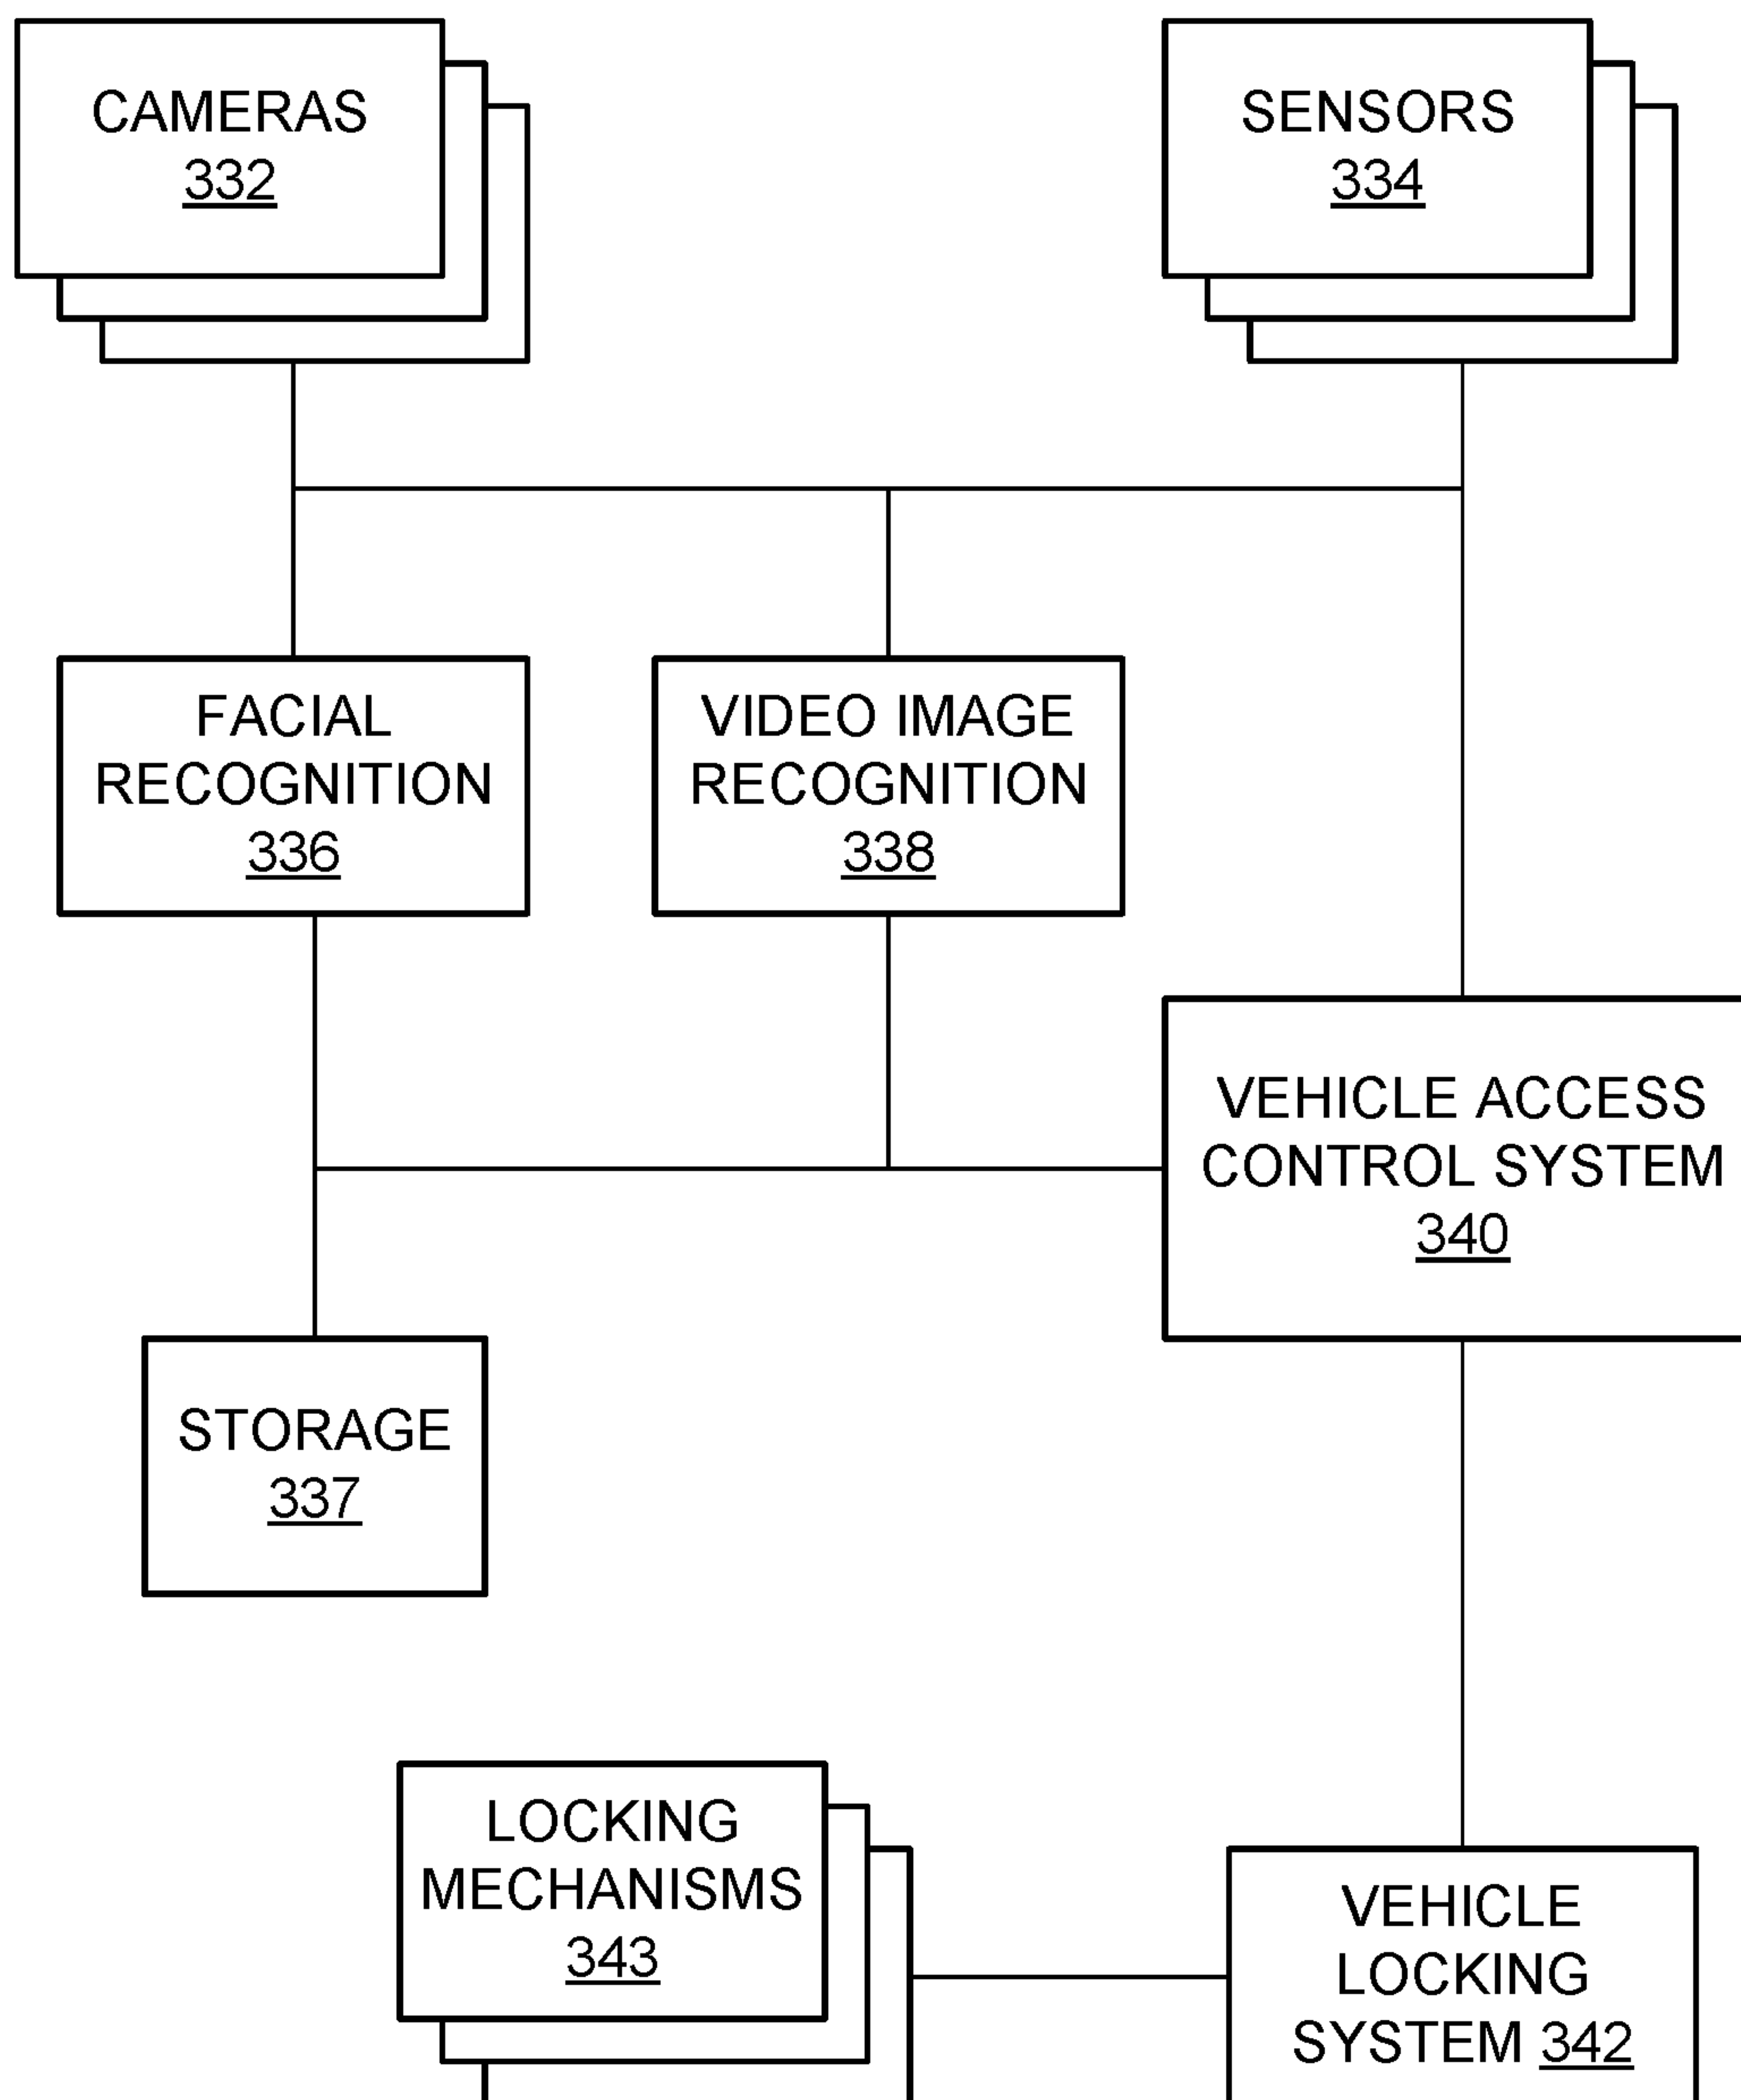 CAMERAS
332
SENSORS
334
FACIAL
RECOGNITION
336
VIDEO IMAGE
RECOGNITION
338
VEHICLE ACCESS
CONTROL SYSTEM
340
STORAGE
337
LOCKING
MECHANISMS
343
VEHICLE
LOCKING
SYSTEM 342